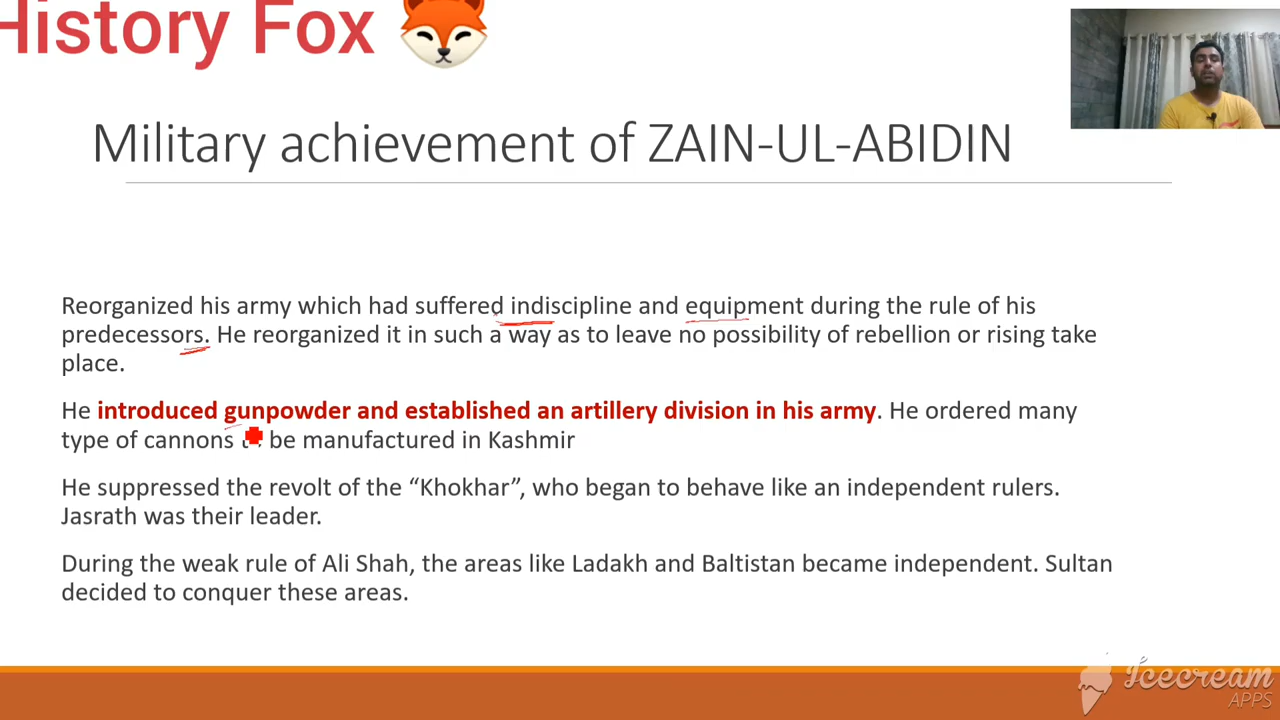 History Fox
Military achievement of ZAIN-UL-ABIDIN
Reorganized his army which had suffered indiscipline and equipment during the rule of his
predecessors. He reorganized it in such a way as to leave no possibility of rebellion or rising take
place.
He introduced gunpowder and established an artillery division in his army. He ordered many
type of cannons be manufactured in Kashmir
He suppressed the revolt of the “Khokhar”, who began to behave like an independent rulers.
Jasrath was their leader.
During the weak rule of Ali Shah, the areas like Ladakh and Baltistan became independent. Sultan
decided to conquer these areas.
Icecream
APPS